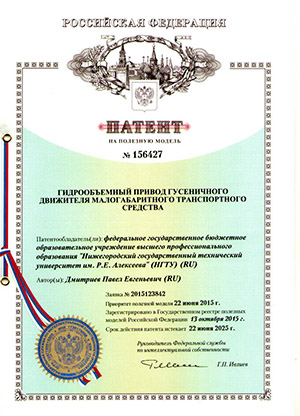 РОССИЙСКАЯ ФЕДЕРАЦИЯ
ПАТЕНТ
НА ПОЛЕЗНУЮ МОДЕЛЬ
№ 156427
ГИДРООБЪЕМНЫЙ ПРИВОД ГУСЕНИЧНОГО
ДВИЖИТЕЛЯ МАЛОГАБАРИТНОГО ТРАНСПОРТНОГО
СРЕДСТВА
Патентообладатель(ли): федеральное государственное бюджетное
образовательное учреждение высшего профессионального
образования "Нижегородский государственный технический
университет им. Р.Е. Алексеева" (НГТУ) (RU)
Автор(ы): Дмитриев Павел Евгеньевич (RU)
Заявка № 2015123842
Приоритет полезной модели 22 июня 2015 г.
Зарегистрировано в Государственном реестре полезных
моделей Российской Федерации 13 октября 2015 г.
Срок действия патента истекает 22 июня 2025 г.
Руководитель Федеральной службы
по интеллектуальной собственности
Г.П. Ивлиев